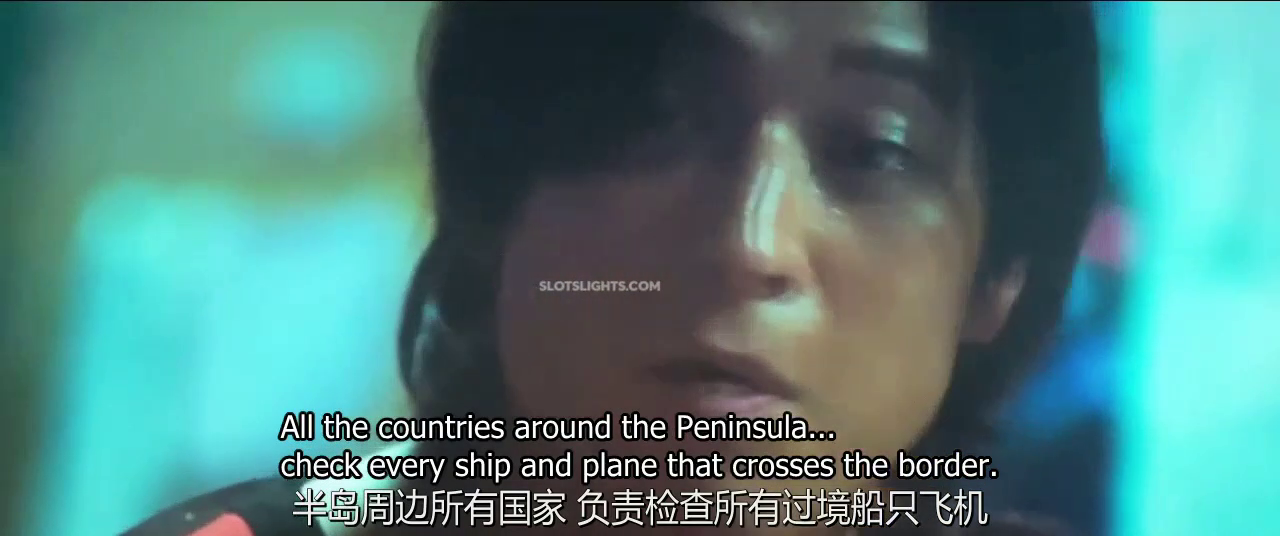 SLOTSLIGHTS.COM
All the countries around the Peninsula...
check every ship and plane that crosses the border.
半岛周边所有国家 负责检查所有过境船只飞机